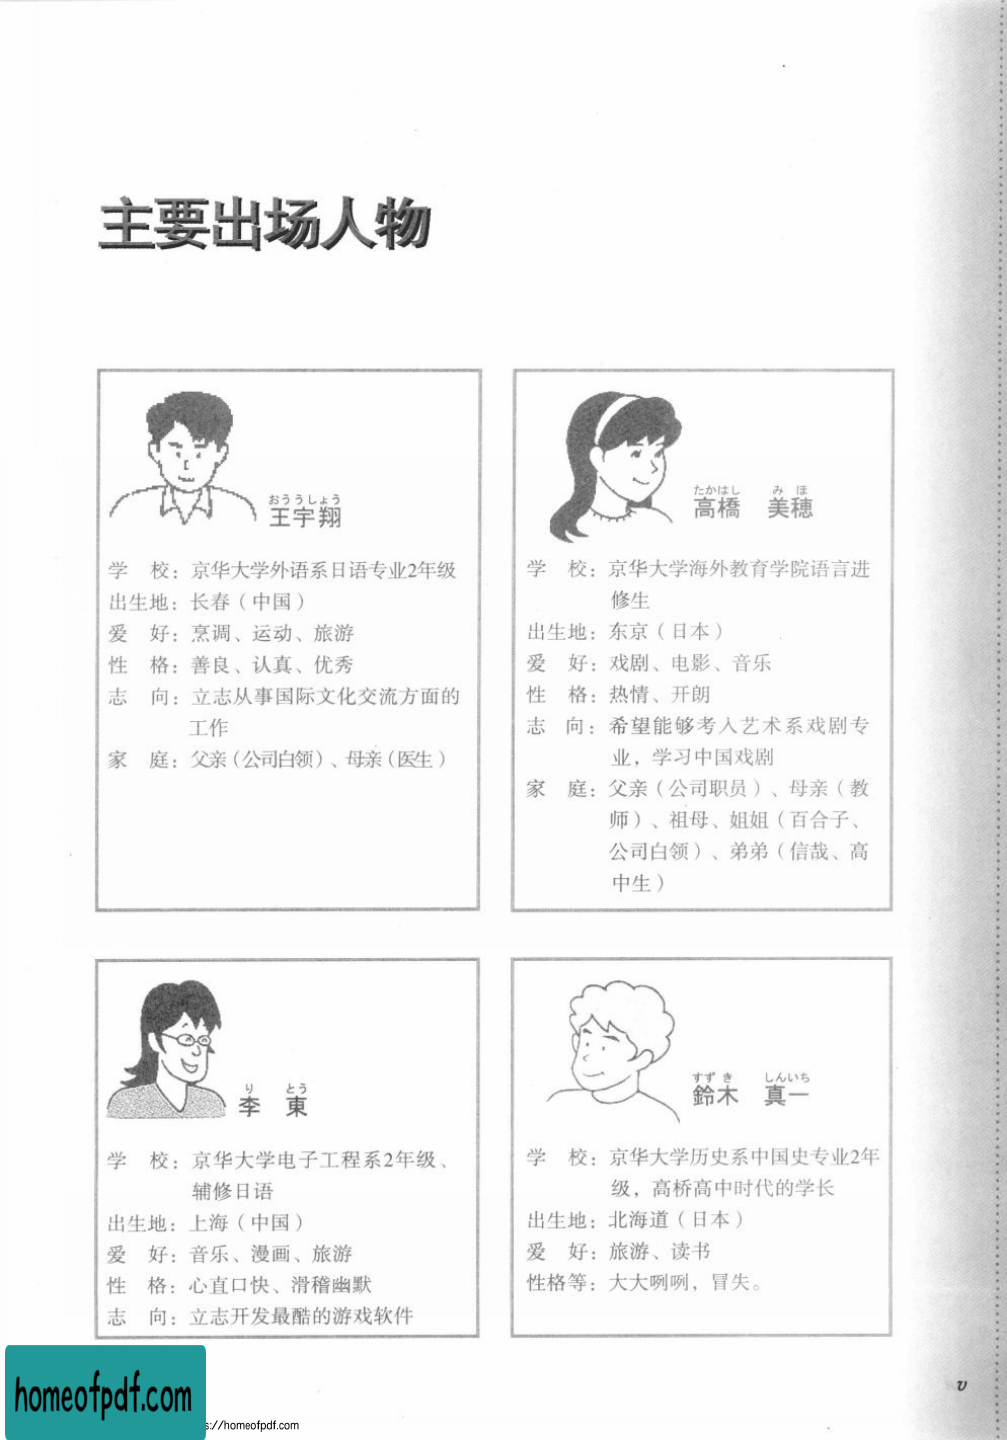 主要出场人物
おううしょう
王宇翔
学 校：京华大学外语系日语专业2年级
出生地：长春（中国）
爱 好：烹调、运动、旅游
性 格：善良、认真、优秀
志 向：立志从事国际文化交流方面的
工作
家 庭：父亲（公司白领）、母亲（医生）
たかはし みほ
高橋 美穂
学 校：京华大学海外教育学院语言进
修生
出生地：东京（日本）
爱 好：戏剧、电影、音乐
性 格：热情、开朗
志 向：希望能够考入艺术系戏剧专
业，学习中国戏剧
家 庭：父亲（公司职员）、母亲（教
师）、祖母、姐姐（百合子、
公司白领）、弟弟（信哉、高
中生）
り とう
李 東
学 校：京华大学电子工程系2年级、
辅修日语
出生地：上海（中国）
爱 好：音乐、漫画、旅游
性 格：心直口快、滑稽幽默
志 向：立志开发最酷的游戏软件
すずき しんいち
鈴木 真一
学 校：京华大学历史系中国史专业2年
级，高桥高中时代的学长
出生地：北海道（日本）
爱 好：旅游、读书
性格等：大大咧咧，冒失。
homeofpdf.com
s://homeofpdf.com
v